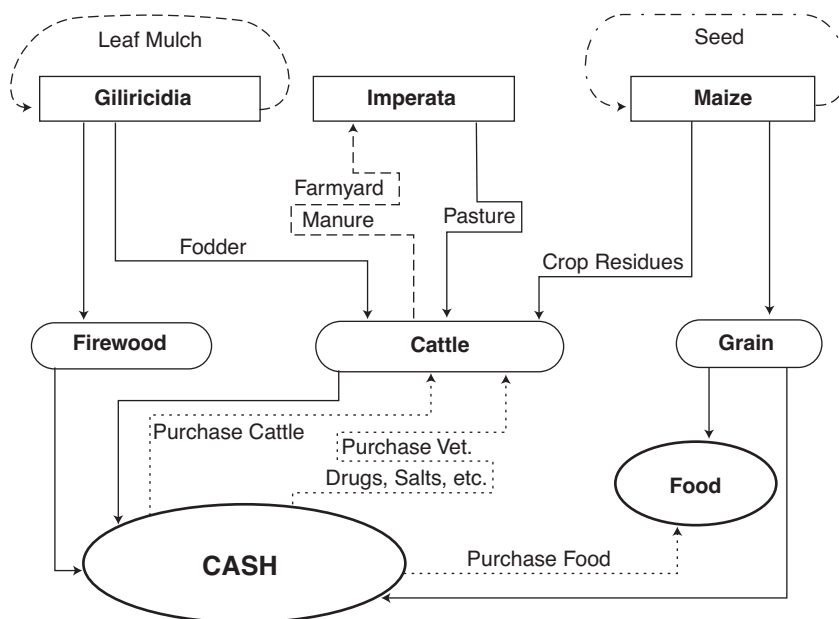 Leaf Mulch
Seed
Giliricidia
Imperata
Maize
Farmyard
Manure
Pasture
Fodder
Crop Residues
Firewood
Cattle
Grain
Purchase Cattle
Purchase Vet.
Drugs, Salts, etc.
Food
CASH
Purchase Food